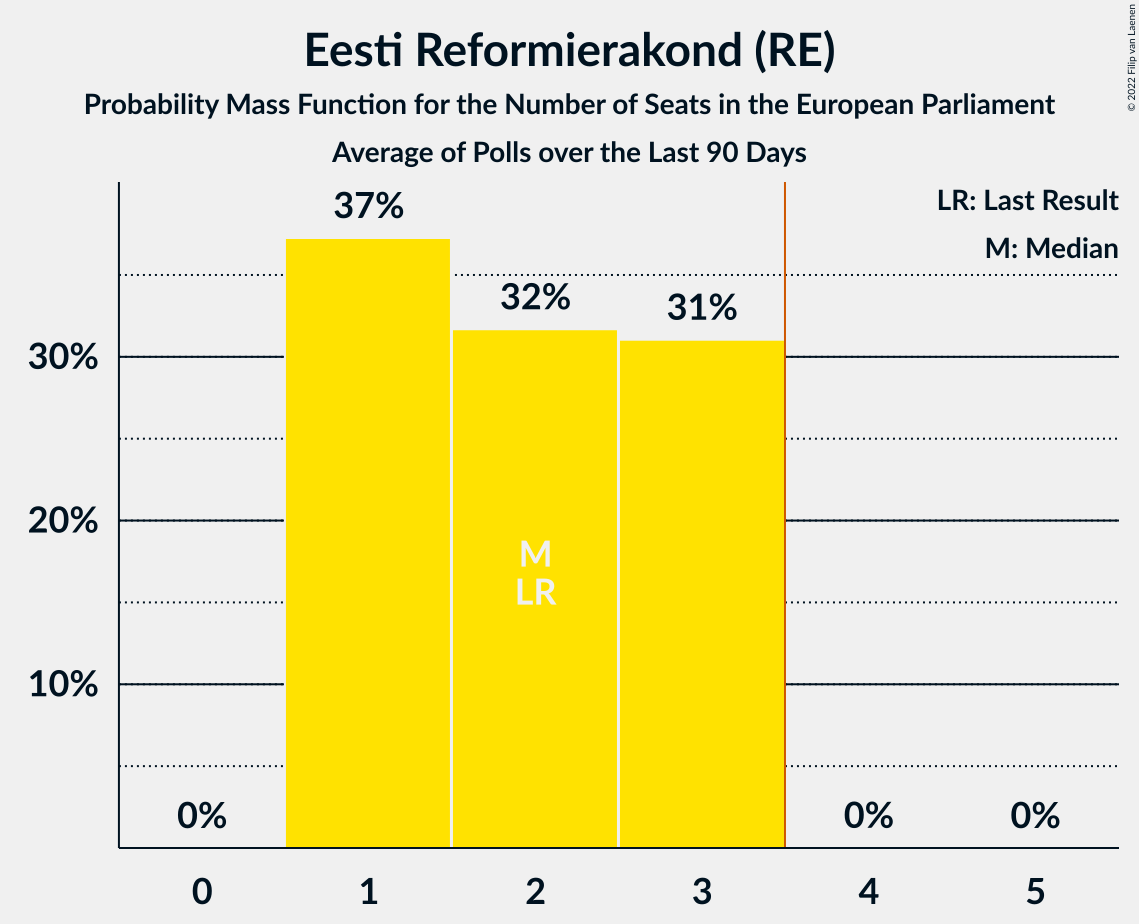 Eesti Reformierakond (RE)
Probability Mass Function for the Number of Seats in the European Parliament
Average of Polls over the Last 90 Days
© 2022 Filip van Laenen
LR: Last Result
M: Median
37%
32%
31%
30%
20%
10%
M
LR
0%
0%
0%
0 1 2 3 4 5